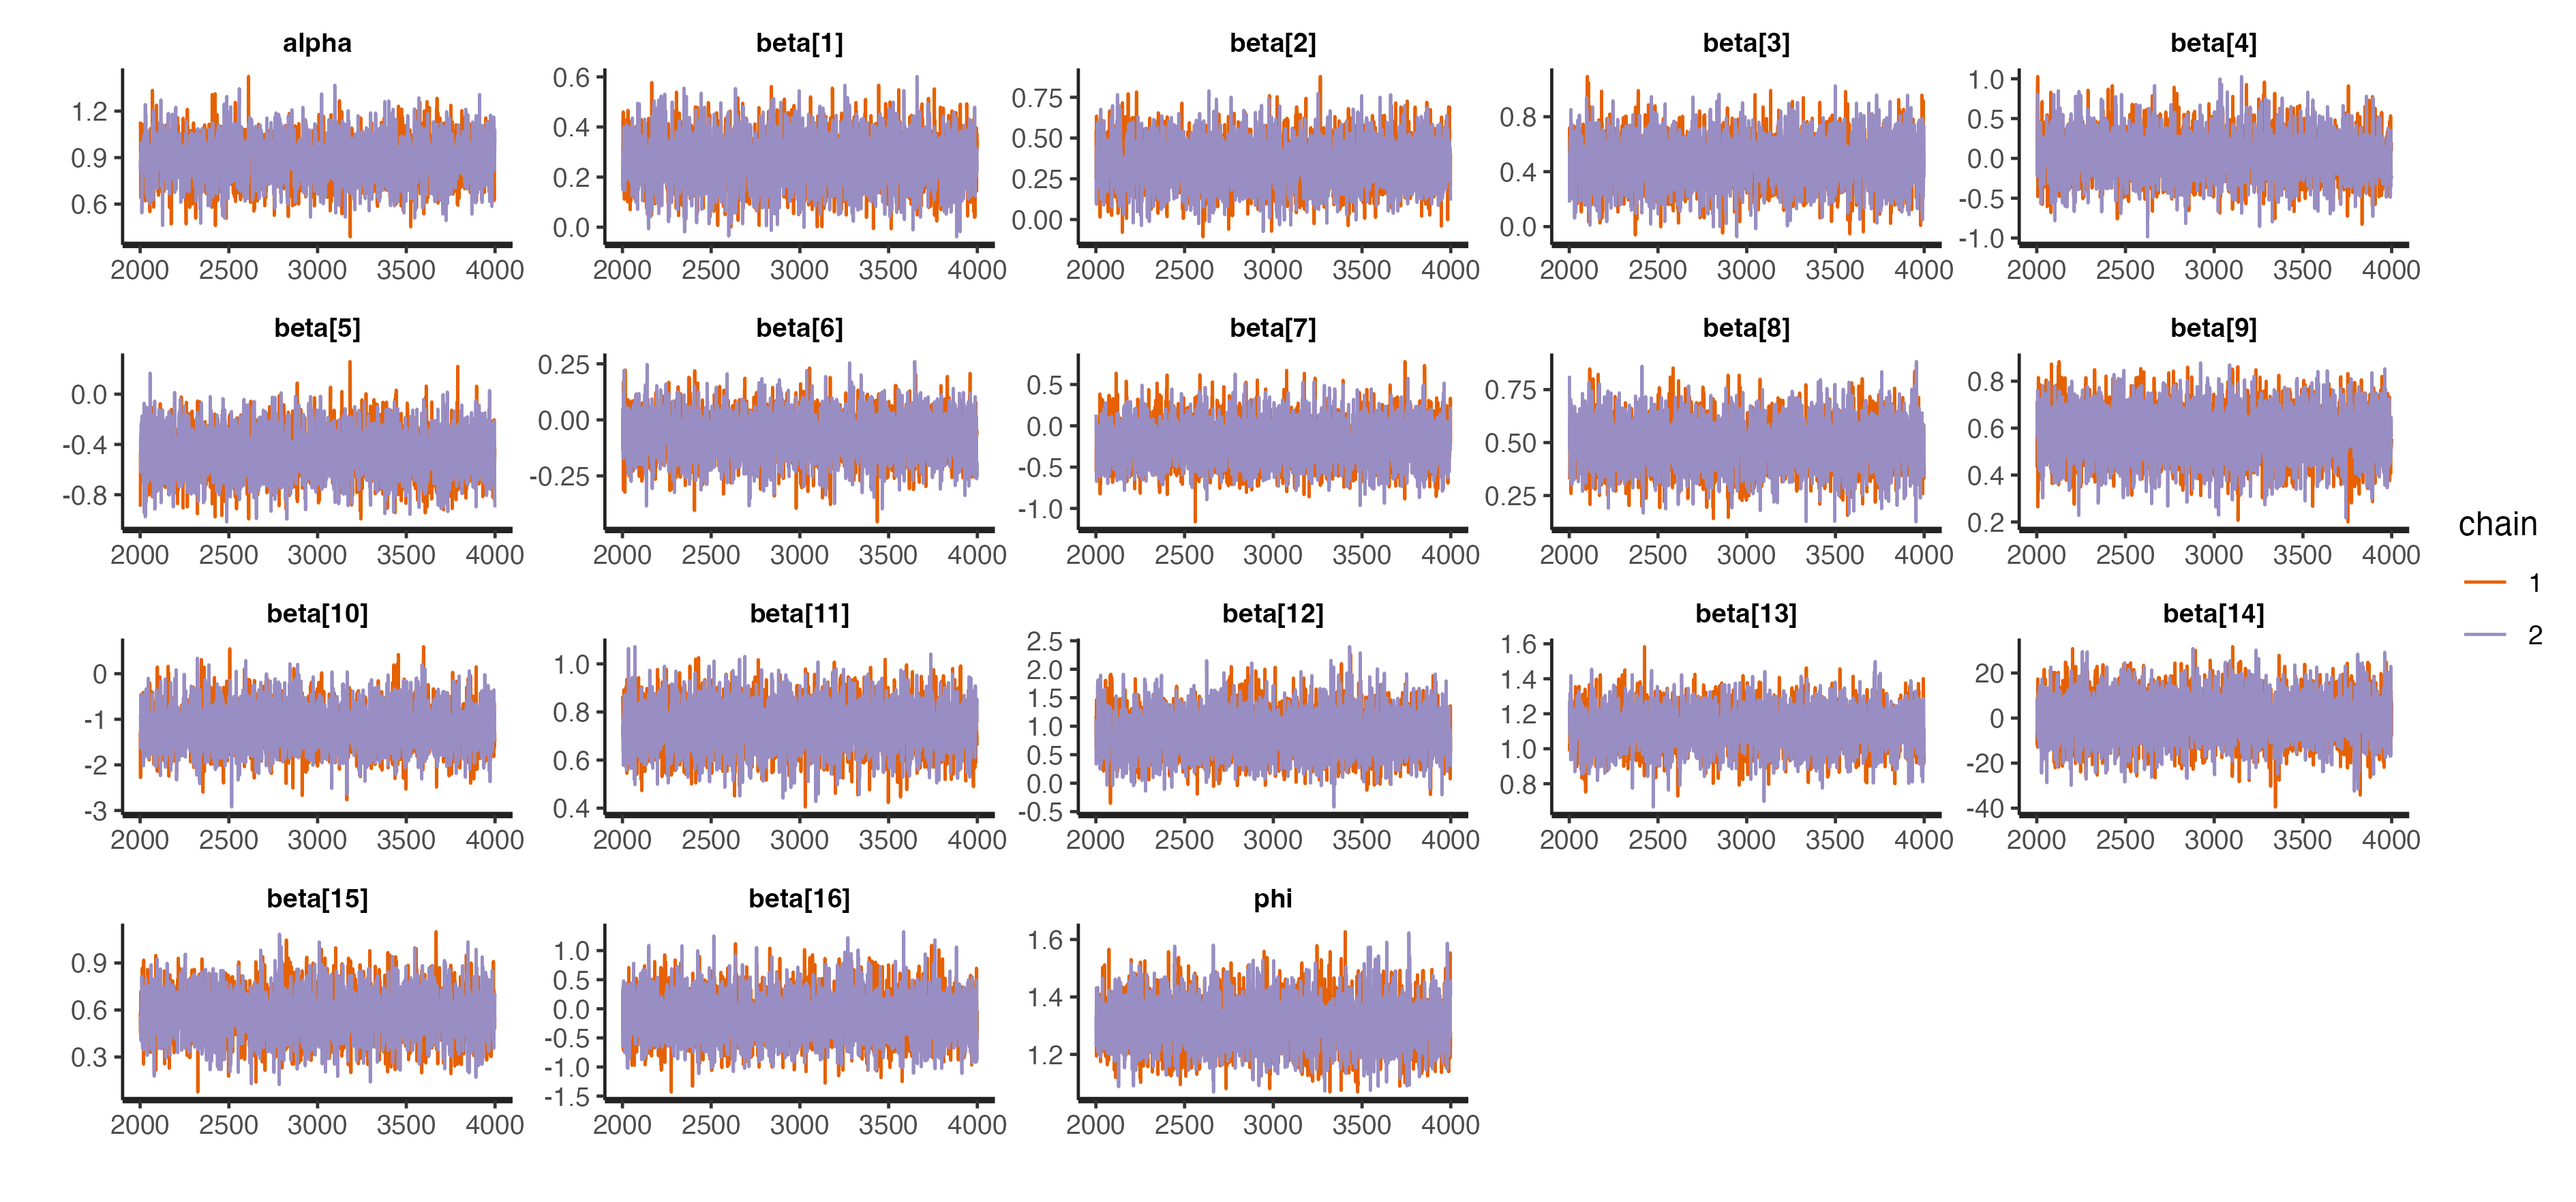 alpha beta[1] beta[2] beta[3] beta[4]
1.2 0.9 0.6
0.6 0.4 0.2 0.0
0.75 0.50 0.25 0.00
0.8 0.4 0.0
1.0 0.5 0.0 -0.5 -1.0
2000 2500 3000 3500 4000 2000 2500 3000 3500 4000 2000 2500 3000 3500 4000 2000 2500 3000 3500 4000 2000 2500 3000 3500 4000
beta[5] beta[6] beta[7] beta[8] beta[9]
0.0 -0.4 -0.8
0.25 0.00 -0.25
0.5 0.0 -0.5 -1.0
0.75 0.50 0.25
0.8 0.6 0.4 0.2
2000 2500 3000 3500 4000 2000 2500 3000 3500 4000 2000 2500 3000 3500 4000 2000 2500 3000 3500 4000 2000 2500 3000 3500 4000
beta[10] beta[11] beta[12] beta[13] beta[14]
0 -1 -2 -3
1.0 0.8 0.6 0.4
2.5 2.0 1.5 1.0 0.5 0.0 -0.5
1.6 1.4 1.2 1.0 0.8
20 0 -20 -40
2000 2500 3000 3500 4000 2000 2500 3000 3500 4000 2000 2500 3000 3500 4000 2000 2500 3000 3500 4000 2000 2500 3000 3500 4000
beta[15] beta[16] phi
0.9 0.6 0.3
1.0 0.5 0.0 -0.5 -1.0 -1.5
1.6 1.4 1.2
2000 2500 3000 3500 4000 2000 2500 3000 3500 4000 2000 2500 3000 3500 4000
chain
1
2